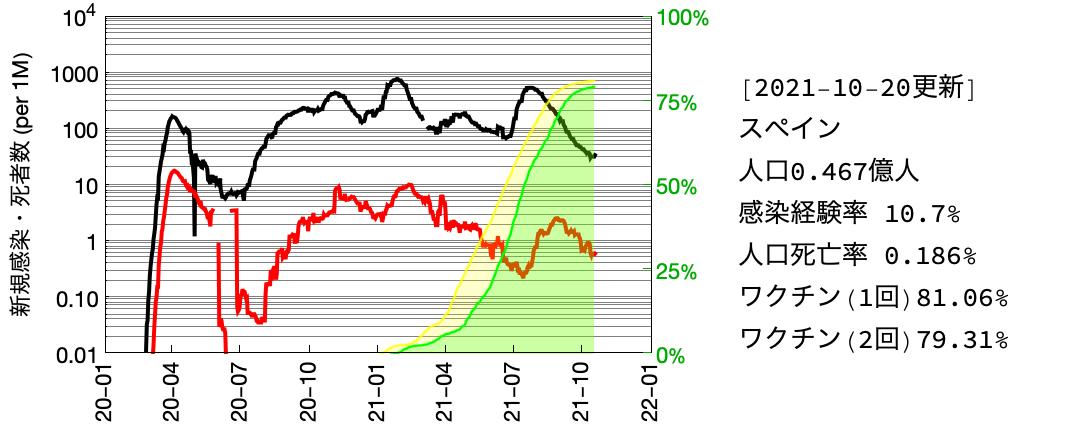 新規感染・死者数 (per 1M)
10^4
1000
100
10
1
0.10
0.01
100%
75%
50%
25%
0%
20-01
20-04
20-07
20-10
21-01
21-04
21-07
21-10
22-01
[2021-10-20更新]
スペイン
人口0.467億人
感染経験率 10.7%
人口死亡率 0.186%
ワクチン(1回)81.06%
ワクチン(2回)79.31%